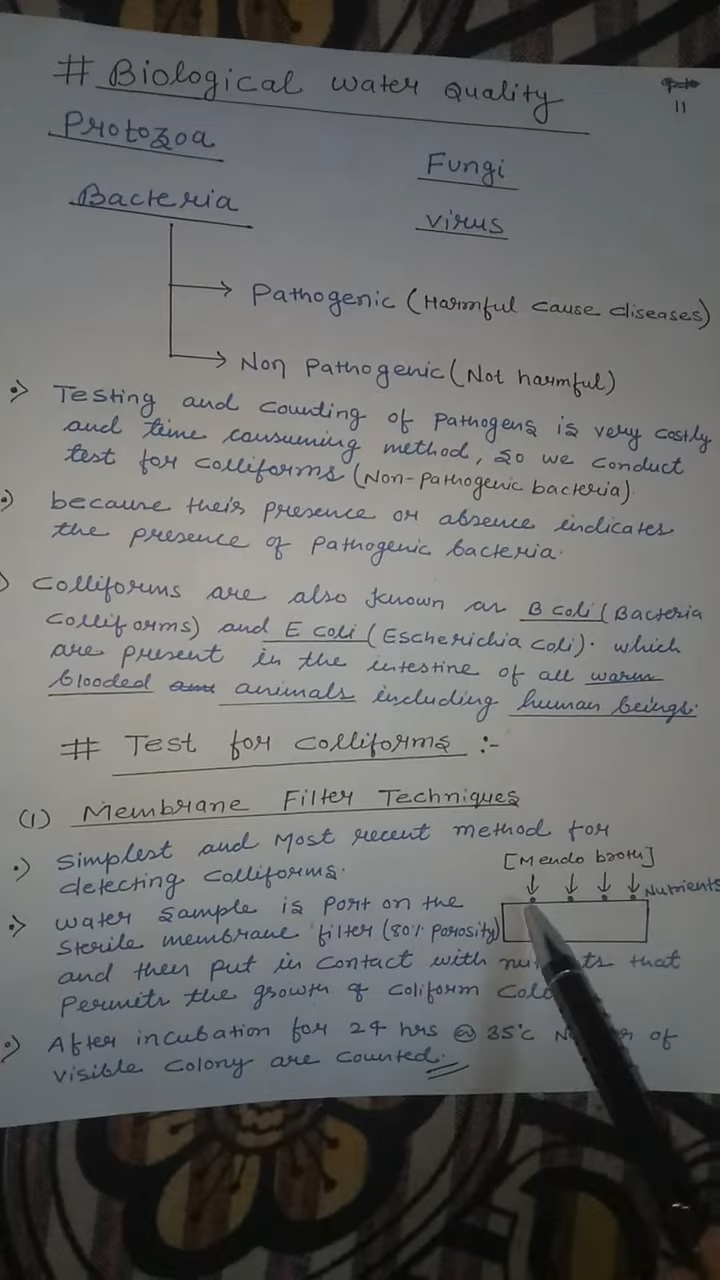 # Biological water Quality
11
Protozoa
Fungi
Bacteria
virus
Pathogenic (Harmful cause diseases)
Non Pathogenic (Not harmful)
Testing and counting of pathogens is very costly
and time consuming method, so we conduct
test for colliforms (Non-pathogenic bacteria).
because their presence or absence indicates
the presence of pathogenic bacteria.
Colliforms are also known as B coli (Bacteria
Colliforms) and E coli (Escherichia coli). which
are present in the intestine of all warm
blooded animals including human beings.
# Test for colliforms :-
(1) Membrane Filter Techniques
Simplest and Most recent method for
detecting colliforms.
[Mendo broth]
Nutrients
water sample is port on the
sterile membrane filter (80% Porosity)
and then put in contact with that
Permits the growth of coliform
After incubation for 24 hrs @ 35°c of
visible colony are counted.